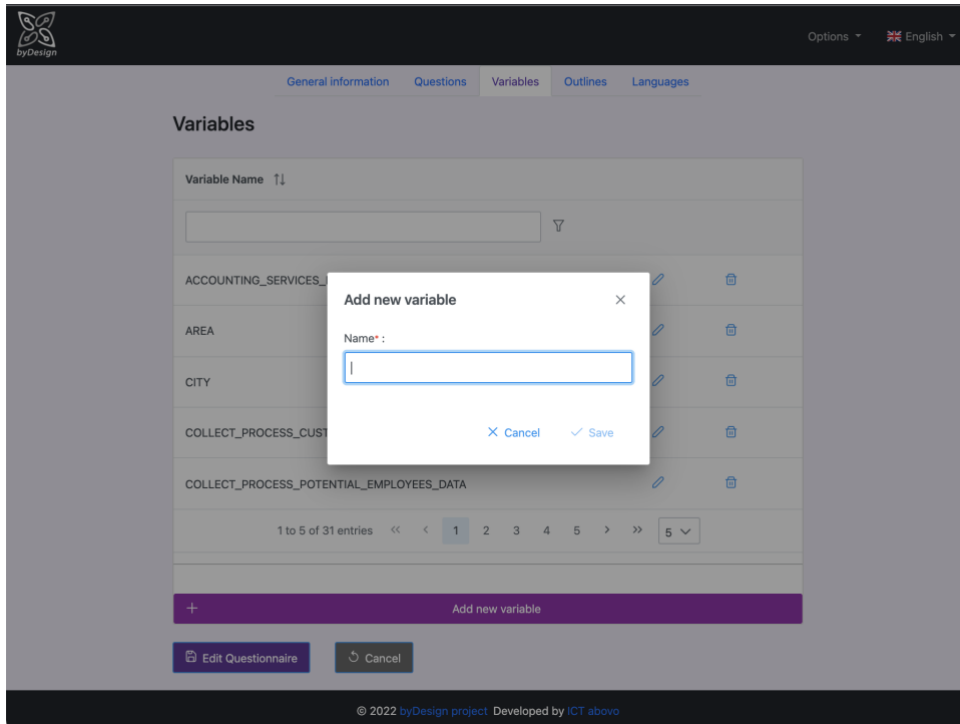 byDesign
Options English
General information Questions Variables Outlines Languages
Variables
Variable Name
ACCOUNTING_SERVICES_
Add new variable
Name* :
AREA
CITY
COLLECT_PROCESS_CUST
Cancel Save
COLLECT_PROCESS_POTENTIAL_EMPLOYEES_DATA
1 to 5 of 31 entries << < 1 2 3 4 5 > >> 5
+ Add new variable
Edit Questionnaire Cancel
© 2022 byDesign project Developed by ICT abovo